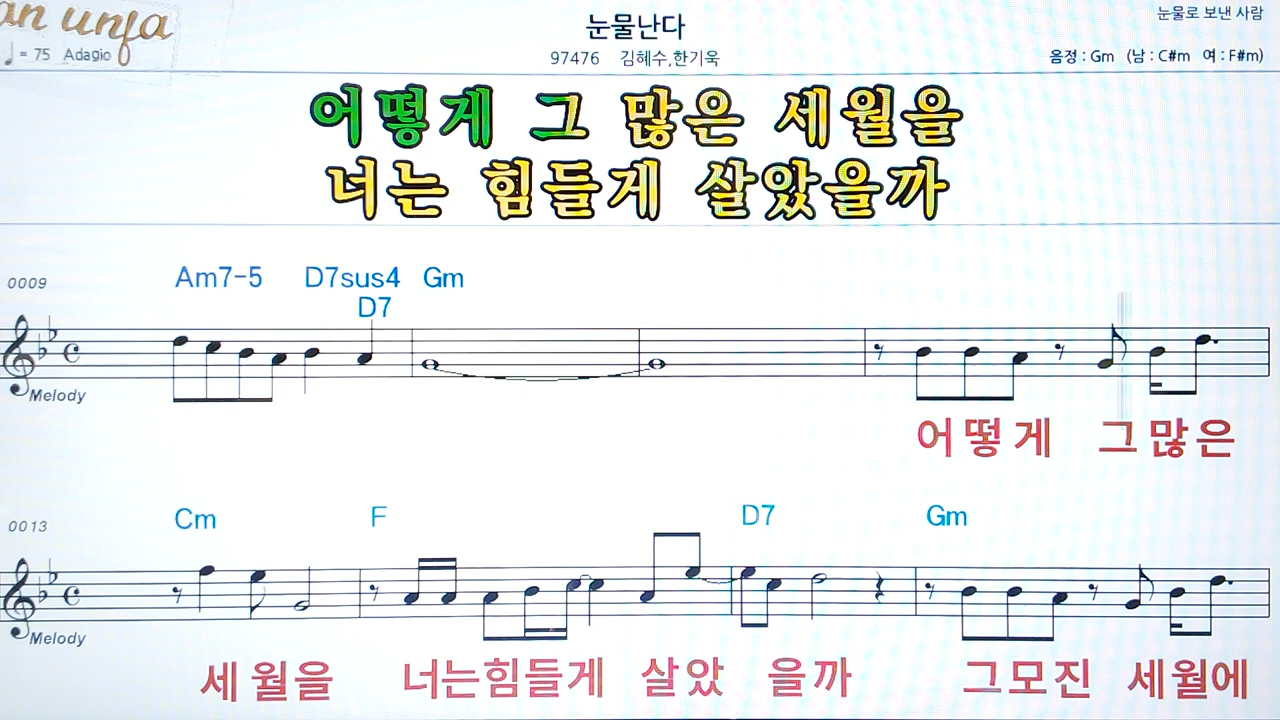 눈물난다
눈물로 보낸 사람
♩= 75 Adagio
97476 김혜수,한기욱
음정 : Gm (남 : C#m 여 : F#m)
어떻게 그 많은 세월을
너는 힘들게 살았을까
0009
Am7-5 D7sus4 Gm
D7
Melody
어떻게 그많은
0013
Cm F D7 Gm
Melody
세월을 너는힘들게 살았 을까 그모진 세월에